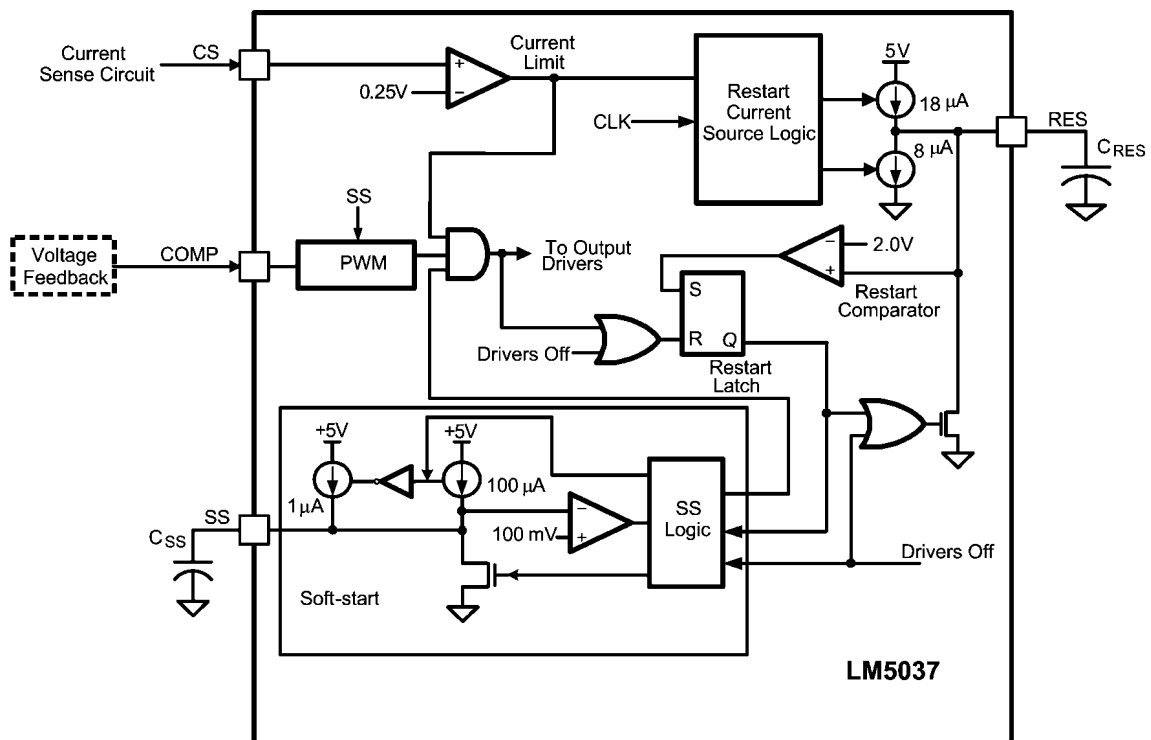 Current
Sense Circuit
CS
0.25V
+
−
Current
Limit
CLK
Restart
Current
Source Logic
5V
18 μA
8 μA
RES
CRES
SS
Voltage
Feedback
COMP
PWM
To Output
Drivers
−
+
2.0V
Restart
Comparator
Drivers Off
S
R
Q
Restart
Latch
+5V
+5V
1 μA
100 μA
SS
CSS
100 mV
−
+
SS
Logic
Drivers Off
Soft-start
LM5037